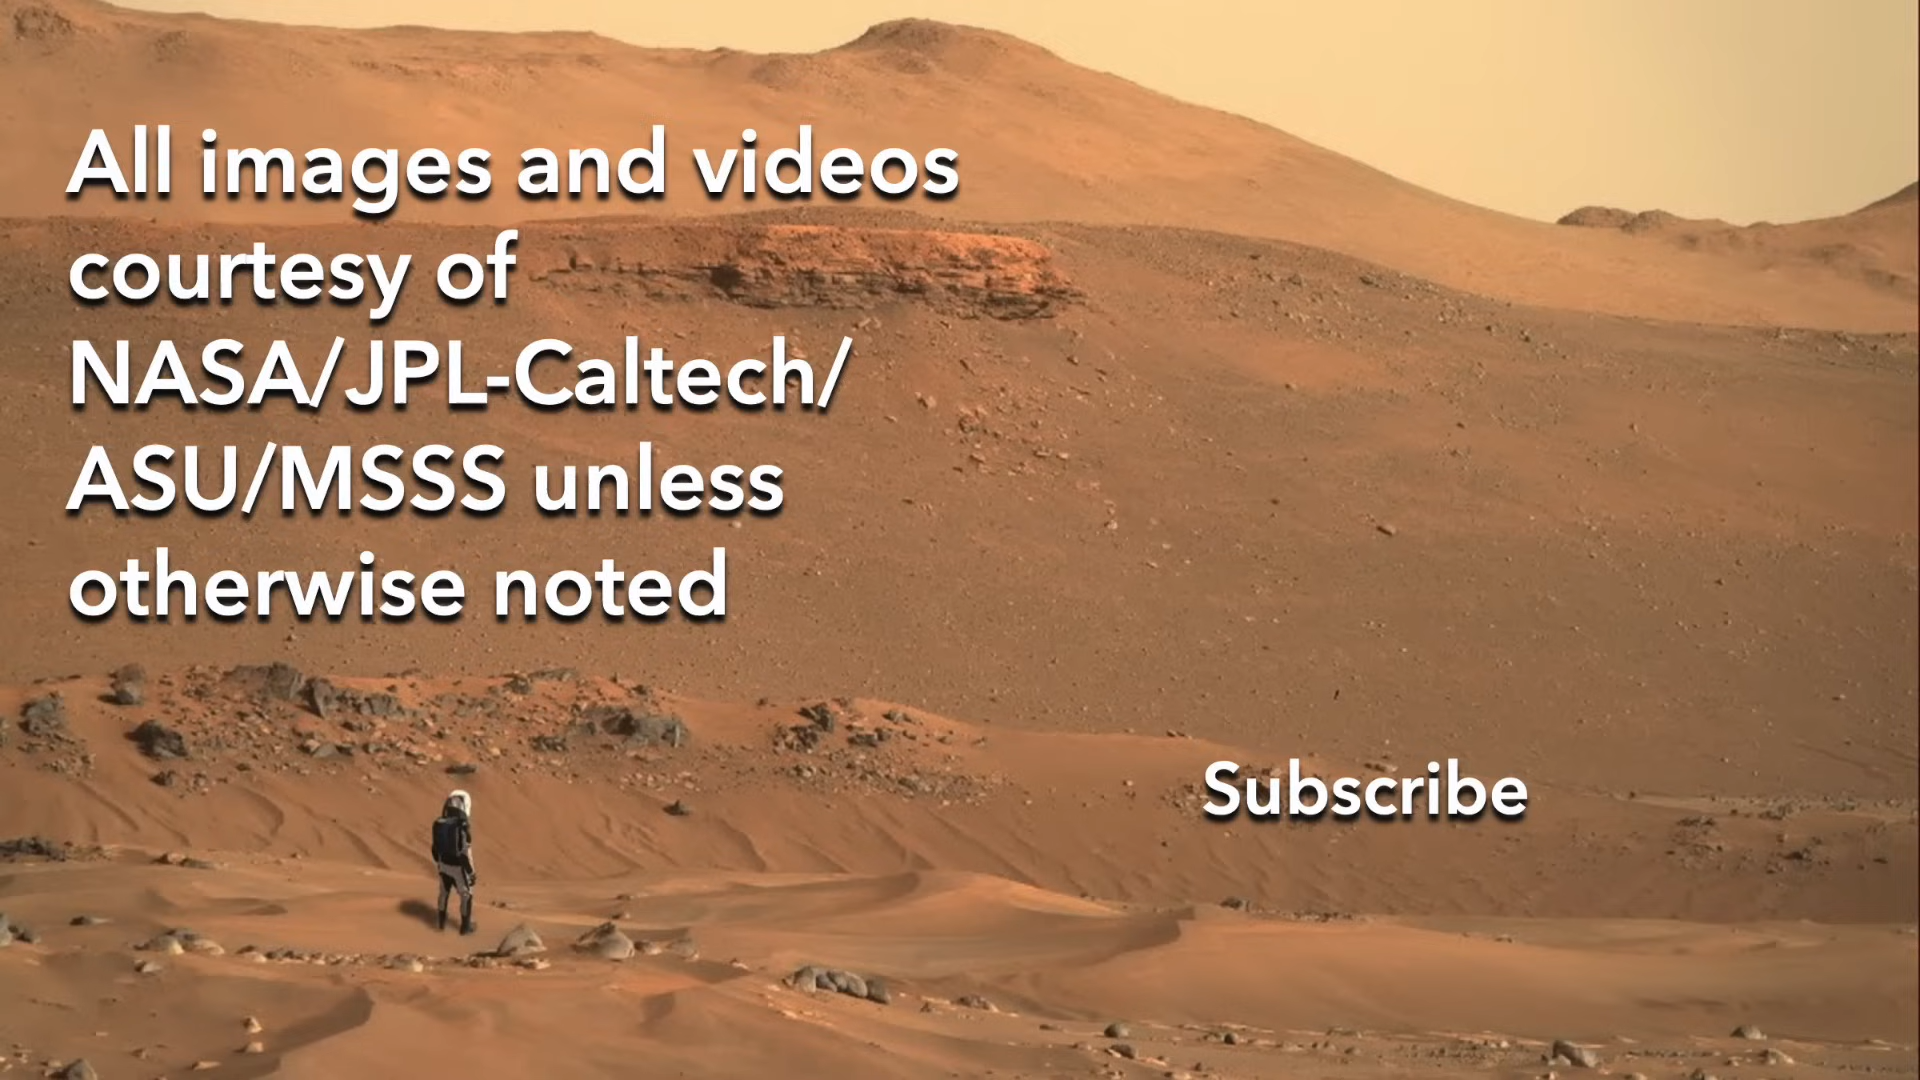 All images and videos
courtesy of
NASA/JPL-Caltech/
ASU/MSSS unless
otherwise noted
Subscribe